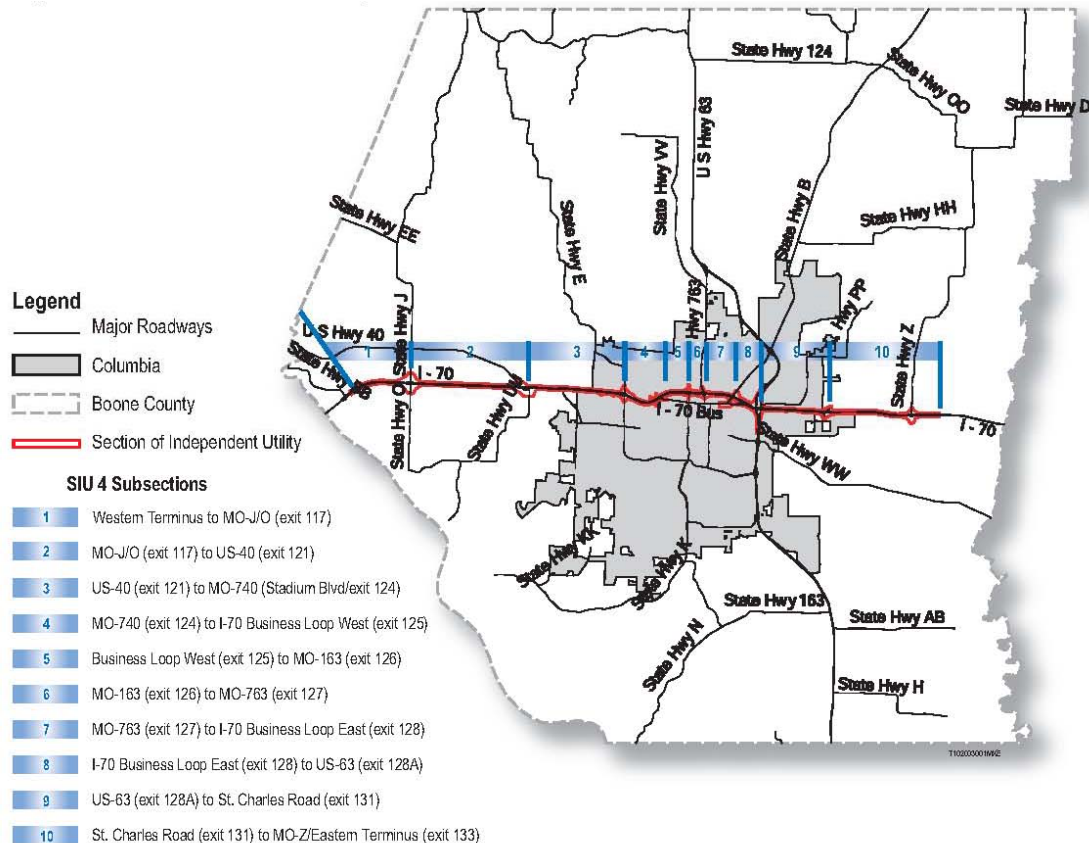 State Hwy 124
State Hwy OO
State Hwy D
U S Hwy 63
State Hwy VV
State Hwy B
State Hwy HH
State Hwy EE
State Hwy E
State Hwy J
Hwy 763
Hwy PP
State Hwy Z
Legend
Major Roadways
Columbia
Boone County
Section of Independent Utility
U S Hwy 40
1
2
3
4
5
6
7
8
9
10
State Hwy
I - 70
State Hwy O
State Hwy UU
I - 70 Bus
I - 70
State Hwy WW
State Hwy KK
State Hwy K
State Hwy N
State Hwy 163
State Hwy AB
State Hwy H
SIU 4 Subsections
1 Western Terminus to MO-J/O (exit 117)
2 MO-J/O (exit 117) to US-40 (exit 121)
3 US-40 (exit 121) to MO-740 (Stadium Blvd/exit 124)
4 MO-740 (exit 124) to I-70 Business Loop West (exit 125)
5 Business Loop West (exit 125) to MO-163 (exit 126)
6 MO-163 (exit 126) to MO-763 (exit 127)
7 MO-763 (exit 127) to I-70 Business Loop East (exit 128)
8 I-70 Business Loop East (exit 128) to US-63 (exit 128A)
9 US-63 (exit 128A) to St. Charles Road (exit 131)
10 St. Charles Road (exit 131) to MO-Z/Eastern Terminus (exit 133)